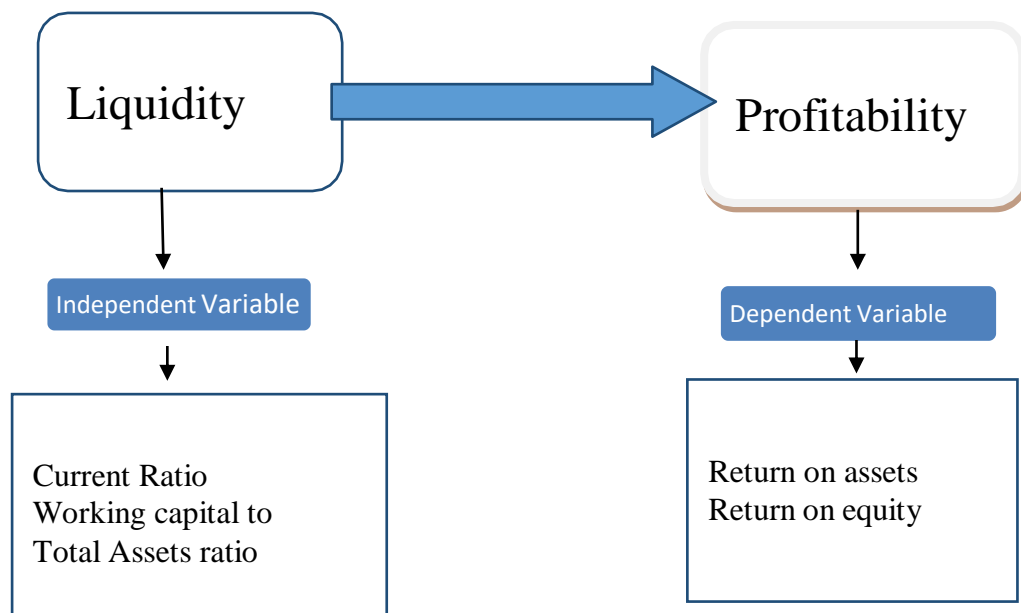 Liquidity
Profitability
Independent Variable
Dependent Variable
Current Ratio
Working capital to
Total Assets ratio
Return on assets
Return on equity